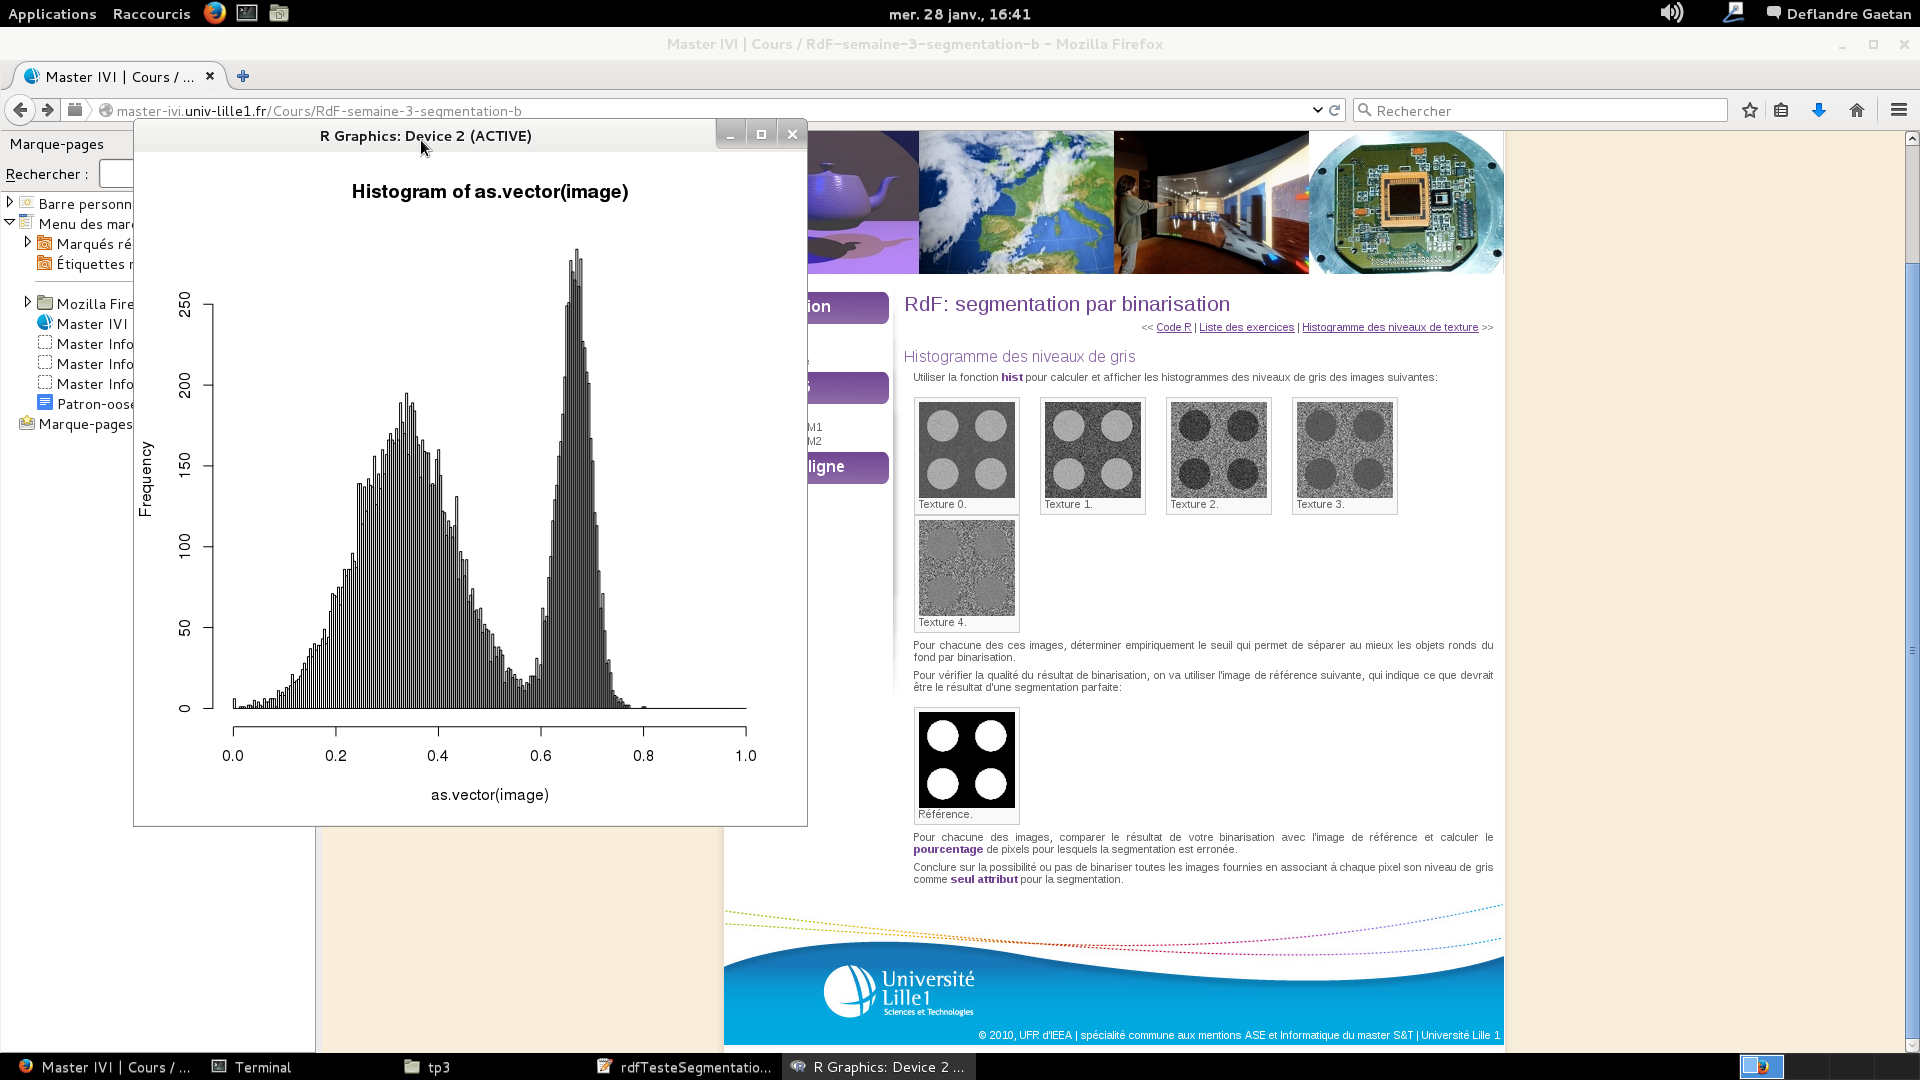 Applications Raccourcis mer. 28 janv., 16:41 Deflandre Gaetan
Master IVI | Cours / RdF-semaine-3-segmentation-b - Mozilla Firefox
Master IVI | Cours / ...
master-ivi.univ-lille1.fr/Cours/RdF-semaine-3-segmentation-b
Rechercher
Marque-pages
Rechercher :
Barre personn
Menu des mar
Marqués ré
Étiquettes r
Mozilla Fire
Master IVI
Master Info
Master Info
Master Info
Patron-oose
Marque-pages
R Graphics: Device 2 (ACTIVE)
Histogram of as.vector(image)
Frequency
250
200
150
100
50
0
0.0 0.2 0.4 0.6 0.8 1.0
as.vector(image)
ion
M1
M2
ligne
RdF: segmentation par binarisation
<< Code R | Liste des exercices | Histogramme des niveaux de texture >>
Histogramme des niveaux de gris
Utiliser la fonction hist pour calculer et afficher les histogrammes des niveaux de gris des images suivantes:
Texture 0.
Texture 1.
Texture 2.
Texture 3.
Texture 4.
Pour chacune des ces images, déterminer empiriquement le seuil qui permet de séparer au mieux les objets ronds du
fond par binarisation.
Pour vérifier la qualité du résultat de binarisation, on va utiliser l'image de référence suivante, qui indique ce que devrait
être le résultat d'une segmentation parfaite:
Référence.
Pour chacune des images, comparer le résultat de votre binarisation avec l'image de référence et calculer le
pourcentage de pixels pour lesquels la segmentation est erronée.
Conclure sur la possibilité ou pas de binariser toutes les images fournies en associant à chaque pixel son niveau de gris
comme seul attribut pour la segmentation.
Université
Lille1
Sciences et Technologies
© 2010, UFR d'IEEA | spécialité commune aux mentions ASE et Informatique du master S&T | Université Lille 1
Master IVI | Cours / ... Terminal tp3 rdfTesteSegmentatio... R Graphics: Device 2 ...